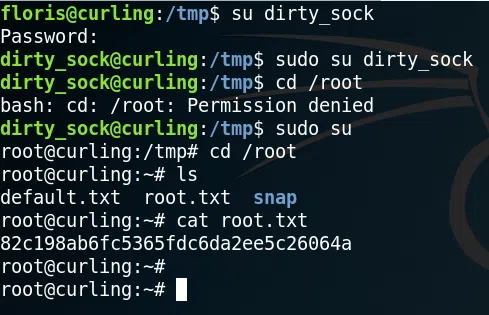 floris@curling:/tmp$ su dirty_sock
Password:
dirty_sock@curling:/tmp$ sudo su dirty_sock
dirty_sock@curling:/tmp$ cd /root
bash: cd: /root: Permission denied
dirty_sock@curling:/tmp$ sudo su
root@curling:/tmp# cd /root
root@curling:~# ls
default.txt  root.txt  snap
root@curling:~# cat root.txt
82c198ab6fc5365fdc6da2ee5c26064a
root@curling:~#
root@curling:~#